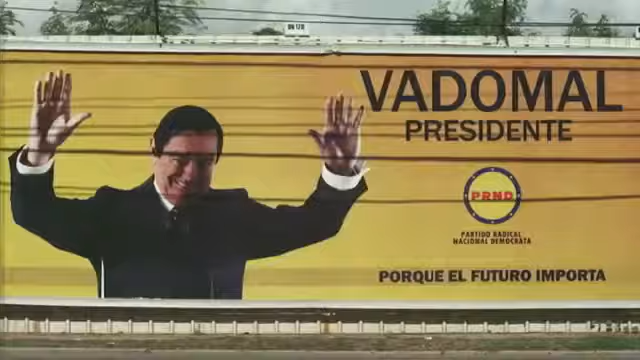 VADOMAL
PRESIDENTE
PRND
PARTIDO RADICAL
NACIONAL DEMOCRATA
PORQUE EL FUTURO IMPORTA